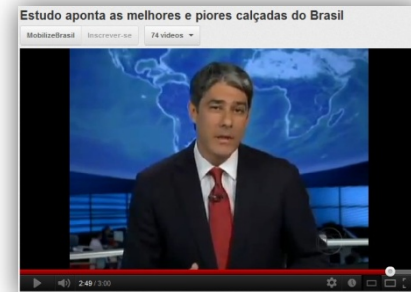 Estudo aponta as melhores e piores calçadas do Brasil
MobilizeBrasil Inscrever-se 74 vídeos
2:49 / 3:00